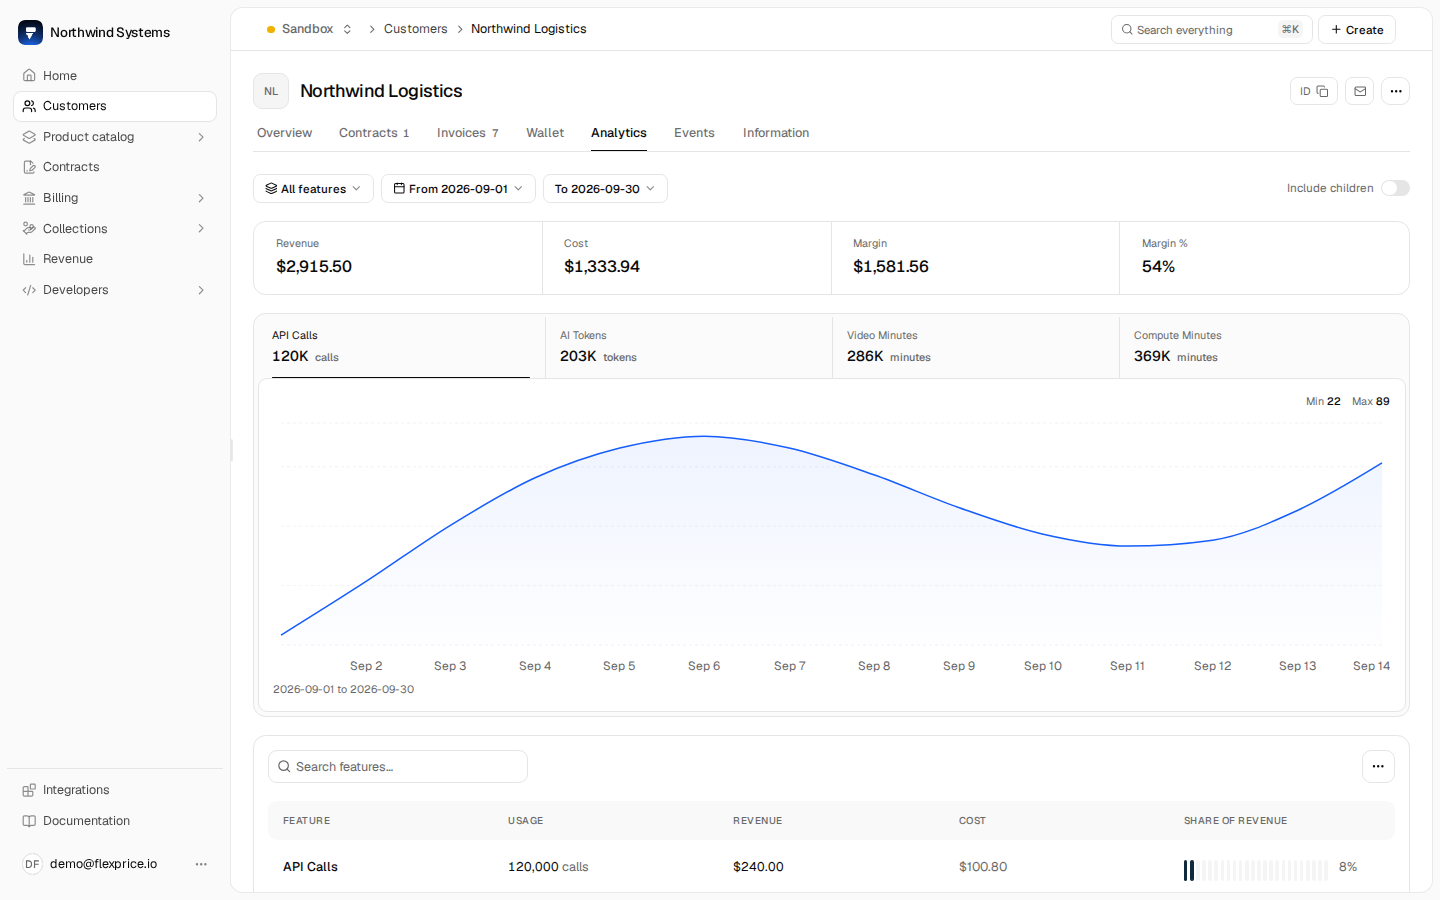 Northwind Systems
Home
Customers
Product catalog
Contracts
Billing
Collections
Revenue
Developers
Integrations
Documentation
DF demo@flexprice.io
Sandbox Customers Northwind Logistics
Search everything ⌘K
Create
NL Northwind Logistics
ID
Overview Contracts 1 Invoices 7 Wallet Analytics Events Information
All features From 2026-09-01 To 2026-09-30 Include children
Revenue Cost Margin Margin %
$2,915.50 $1,333.94 $1,581.56 54%
API Calls AI Tokens Video Minutes Compute Minutes
120K calls 203K tokens 286K minutes 369K minutes
Min 22 Max 89
Sep 2 Sep 3 Sep 4 Sep 5 Sep 6 Sep 7 Sep 8 Sep 9 Sep 10 Sep 11 Sep 12 Sep 13 Sep 14
2026-09-01 to 2026-09-30
Search features...
FEATURE USAGE REVENUE COST SHARE OF REVENUE
API Calls 120,000 calls $240.00 $100.80 8%